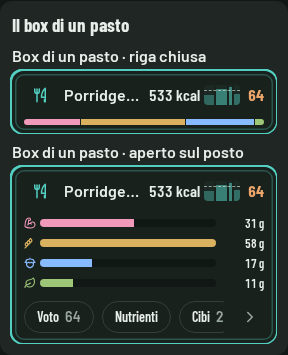 Il box di un pasto
Box di un pasto · riga chiusa
Porridge… 533 kcal 64
Box di un pasto · aperto sul posto
Porridge… 533 kcal 64
31 g
58 g
17 g
11 g
Voto 64 Nutrienti Cibi 2